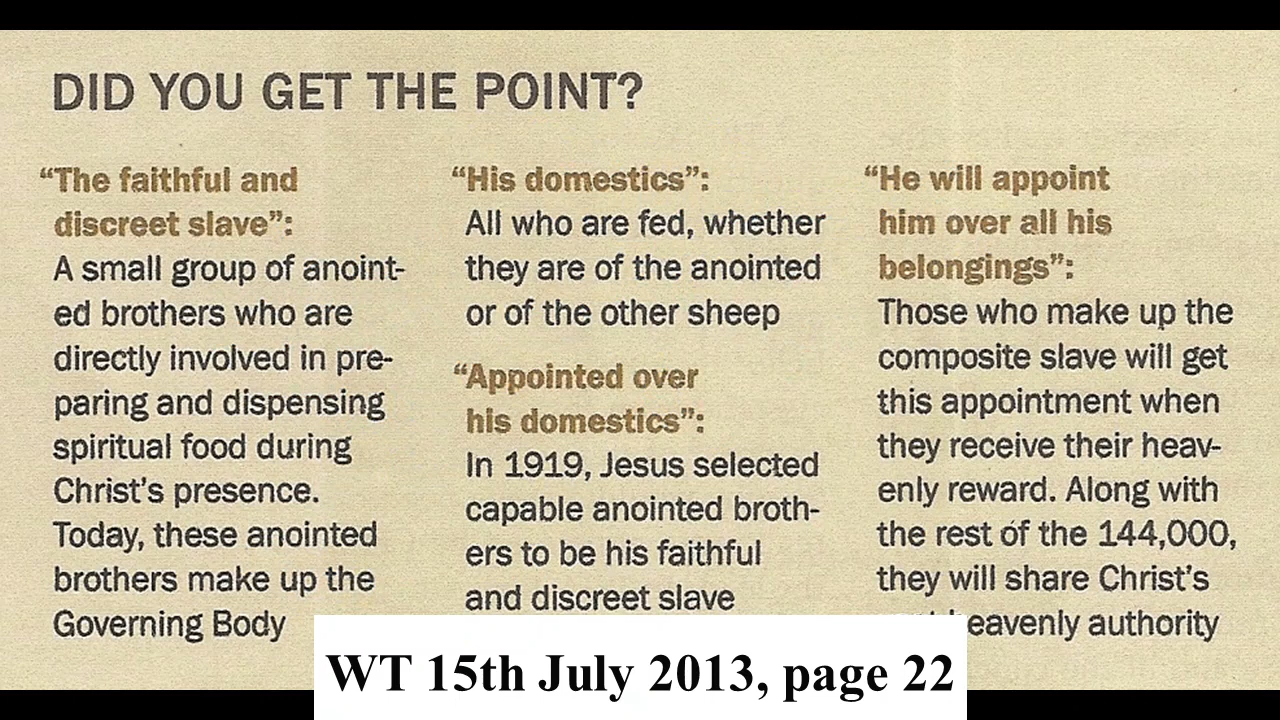 DID YOU GET THE POINT?
“The faithful and
discreet slave”:
A small group of anoint-
ed brothers who are
directly involved in pre-
paring and dispensing
spiritual food during
Christ’s presence.
Today, these anointed
brothers make up the
Governing Body
“His domestics”:
All who are fed, whether
they are of the anointed
or of the other sheep
“Appointed over
his domestics”:
In 1919, Jesus selected
capable anointed broth-
ers to be his faithful
and discreet slave
“He will appoint
him over all his
belongings”:
Those who make up the
composite slave will get
this appointment when
they receive their heav-
enly reward. Along with
the rest of the 144,000,
they will share Christ’s
eavenly authority
WT 15th July 2013, page 22